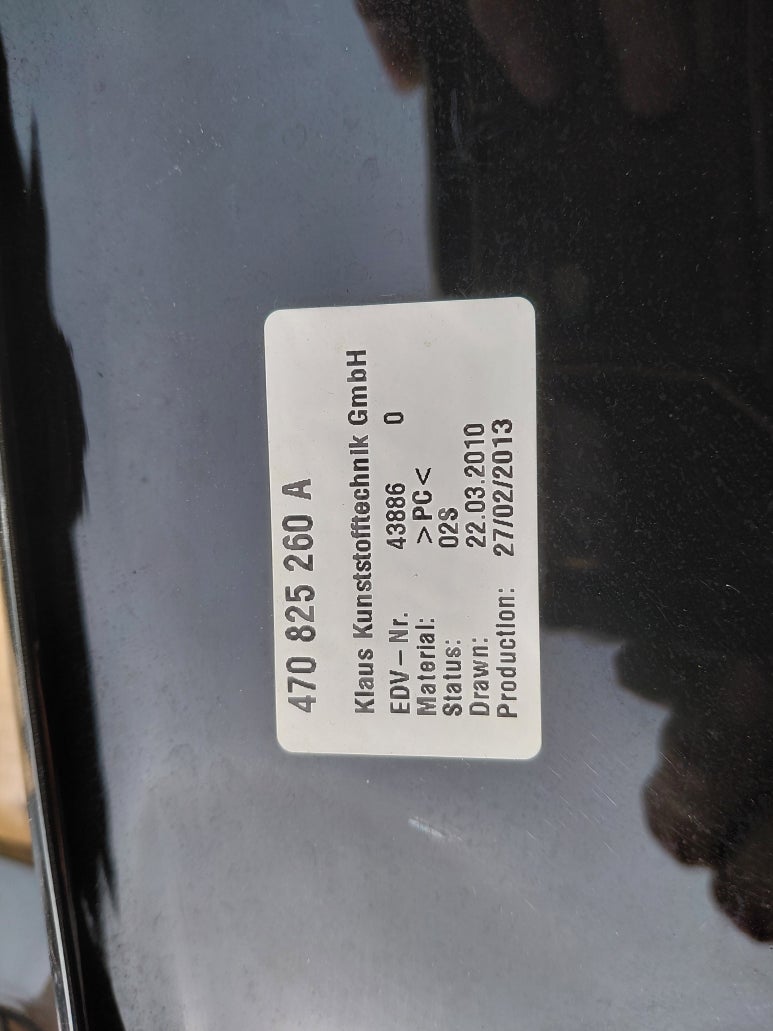 470 825 260 A
Klaus Kunststofftechnik GmbH
EDV-Nr. 43886 0
Material: >PC<
Status: 02S
Drawn: 22.03.2010
Production: 27/02/2013